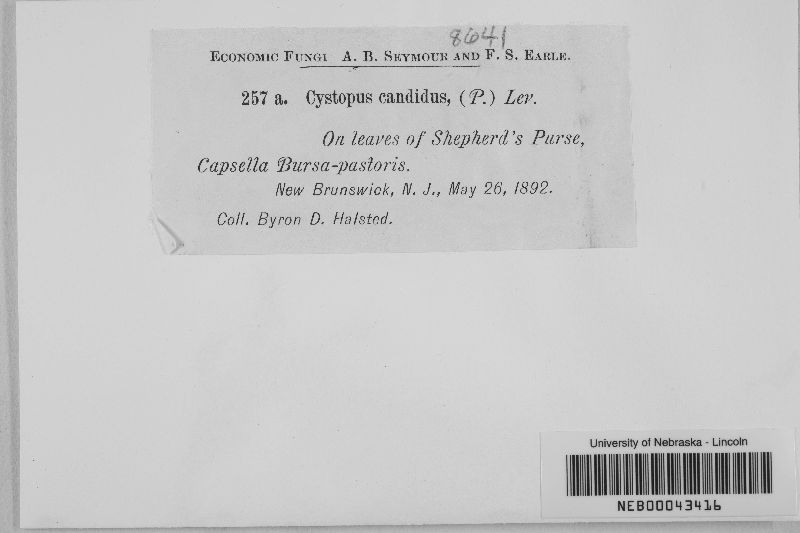 8641
ECONOMIC FUNGI A. B. SEYMOUR AND F. S. EARLE.
257 a. Cystopus candidus, (P.) Lev.
On leaves of Shepherd's Purse,
Capsella Bursa-pastoris.
New Brunswick, N. J., May 26, 1892.
Coll. Byron D. Halsted.
University of Nebraska - Lincoln
NEB00043416